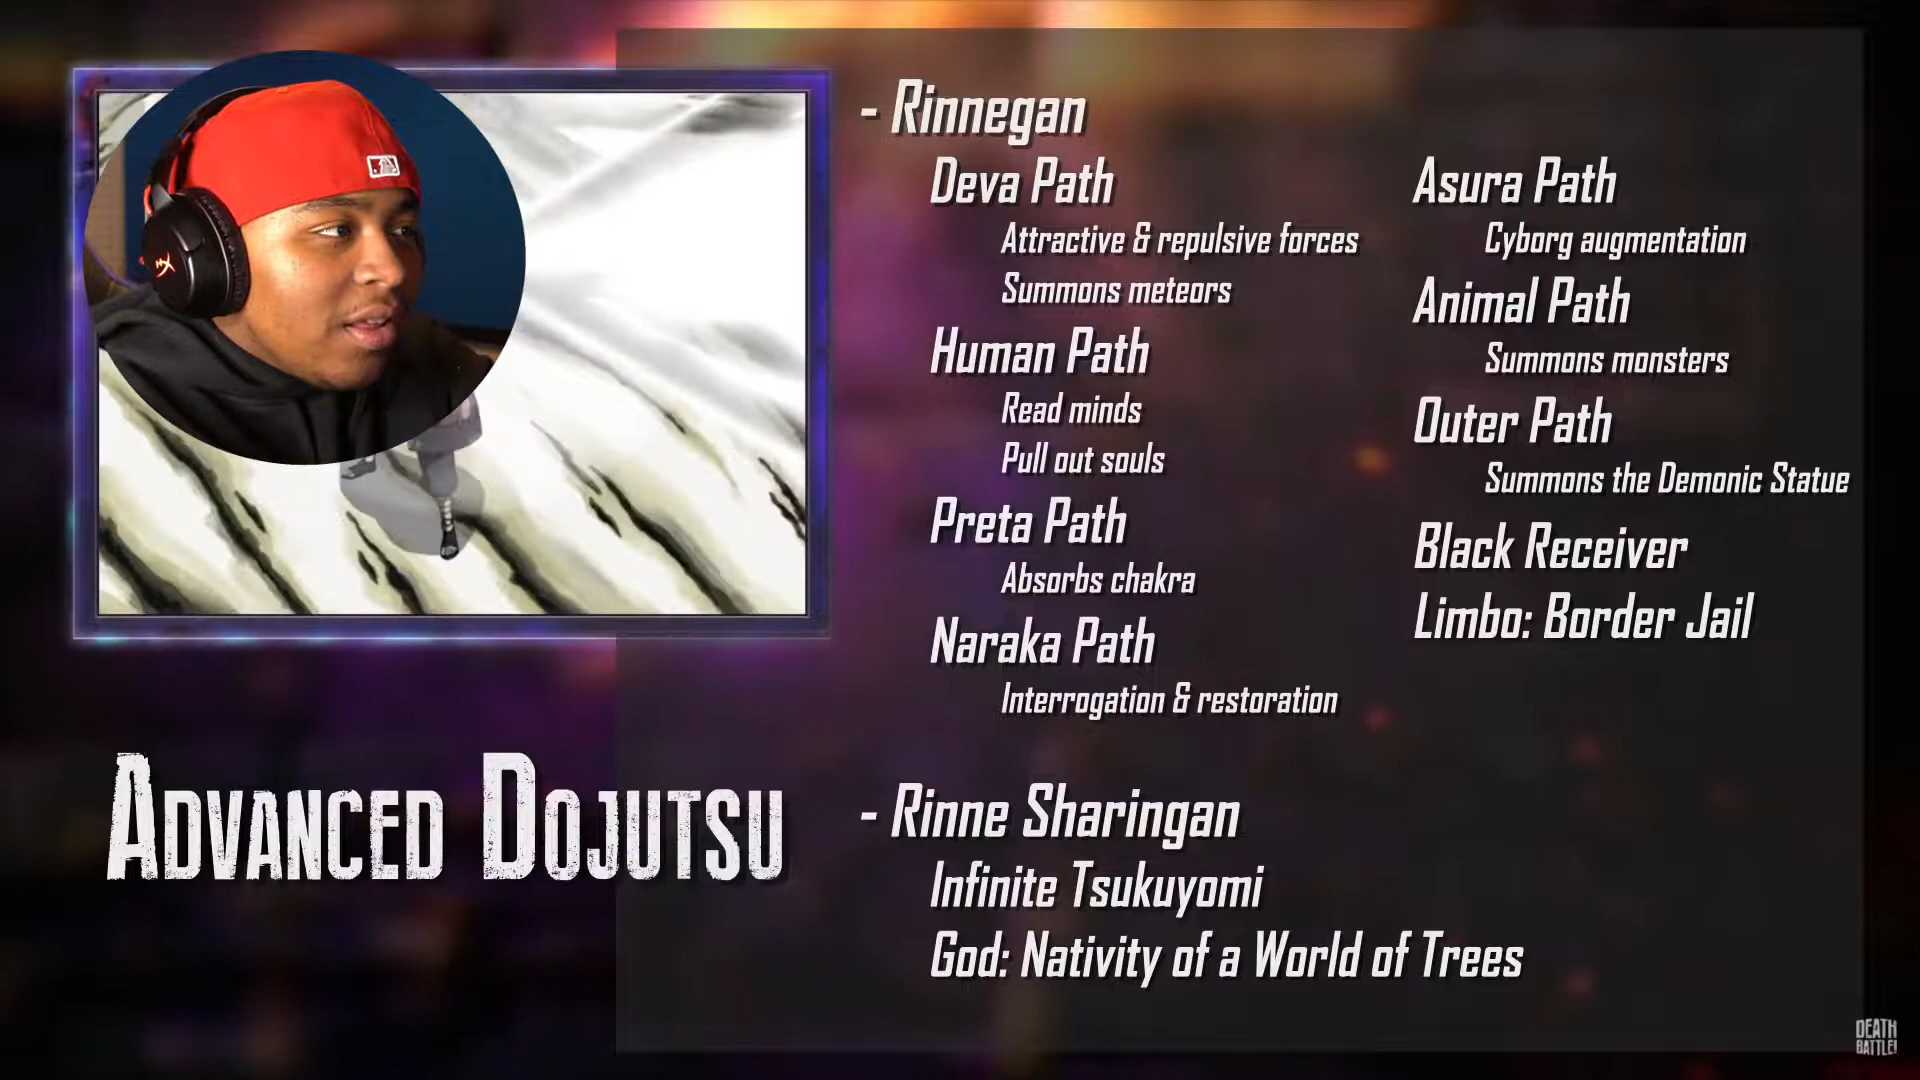 - Rinnegan
Deva Path
Attractive & repulsive forces
Summons meteors
Human Path
Read minds
Pull out souls
Preta Path
Absorbs chakra
Naraka Path
Interrogation & restoration
Asura Path
Cyborg augmentation
Animal Path
Summons monsters
Outer Path
Summons the Demonic Statue
Black Receiver
Limbo: Border Jail
Advanced Dojutsu
- Rinne Sharingan
Infinite Tsukuyomi
God: Nativity of a World of Trees
DEATH
BATTLE!